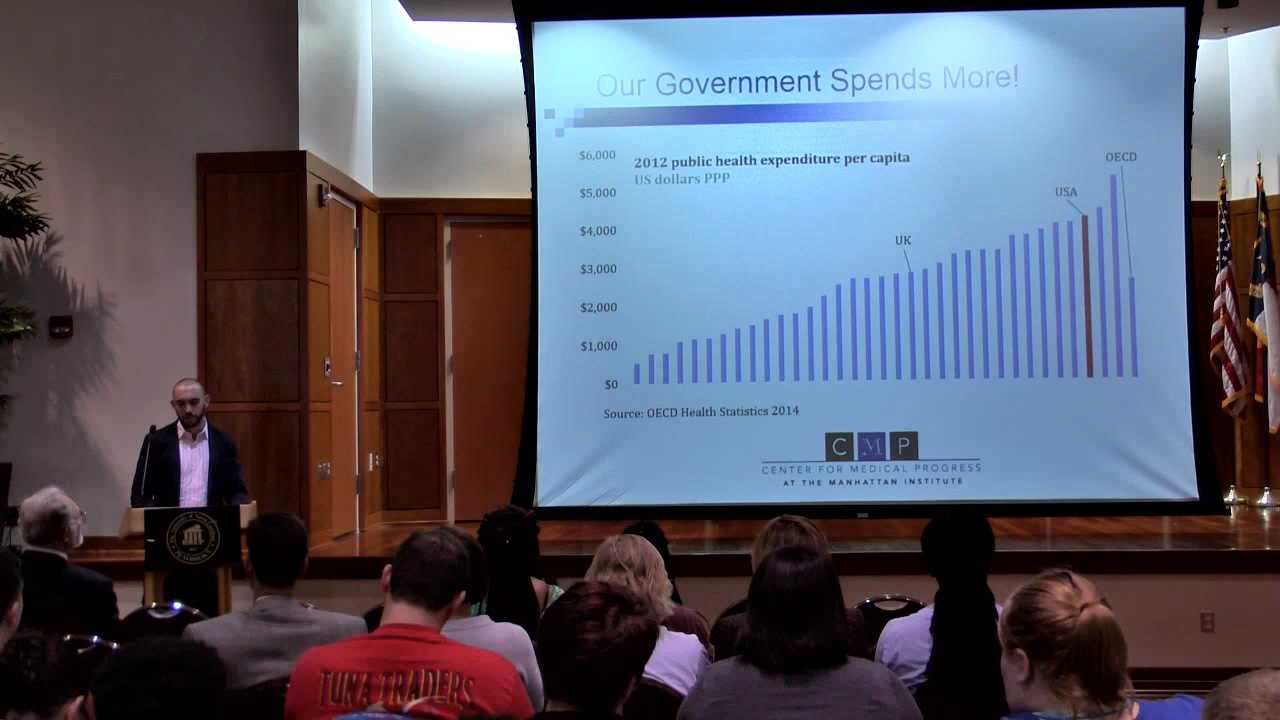 Our Government Spends More!
2012 public health expenditure per capita
US dollars PPP
$6,000
$5,000
$4,000
$3,000
$2,000
$1,000
$0
UK
USA
OECD
Source: OECD Health Statistics 2014
C M P
CENTER FOR MEDICAL PROGRESS
AT THE MANHATTAN INSTITUTE
TUNA TRADERS